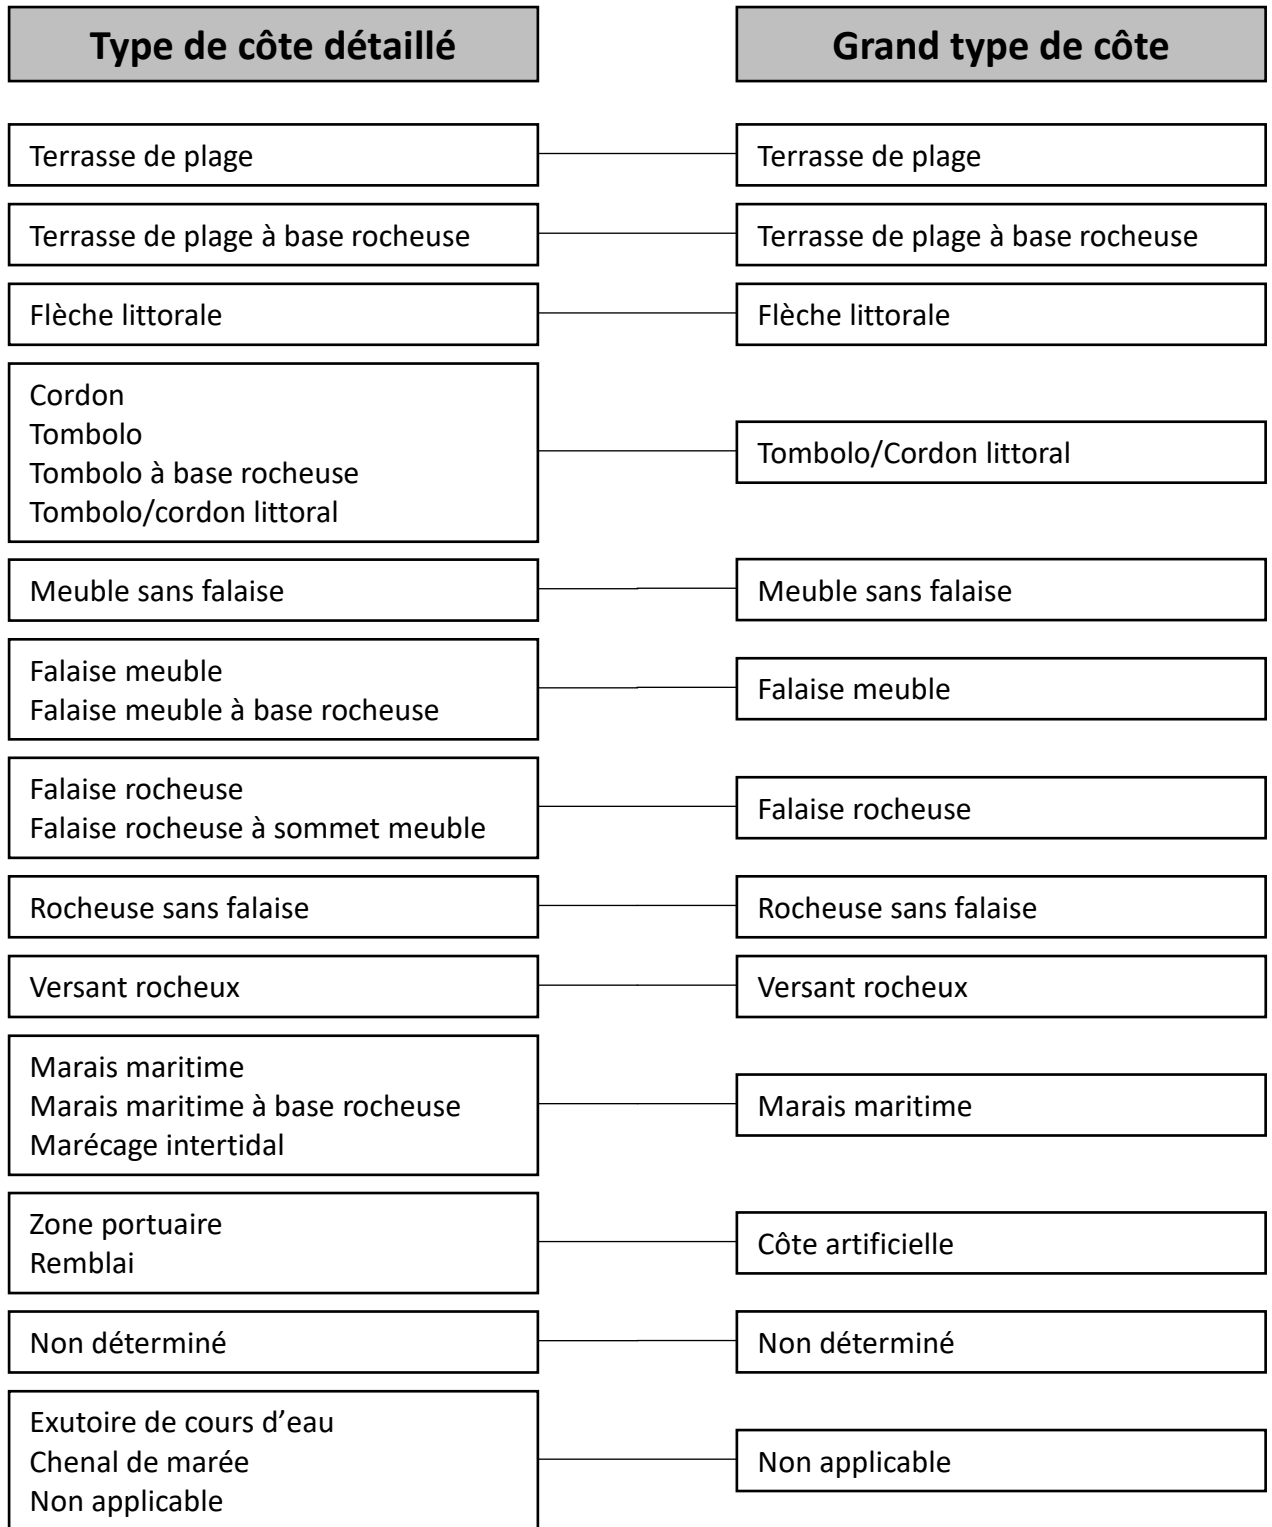 Type de côte détaillé
Grand type de côte
Terrasse de plage
Terrasse de plage
Terrasse de plage à base rocheuse
Terrasse de plage à base rocheuse
Flèche littorale
Flèche littorale
Cordon
Tombolo
Tombolo à base rocheuse
Tombolo/cordon littoral
Tombolo/Cordon littoral
Meuble sans falaise
Meuble sans falaise
Falaise meuble
Falaise meuble à base rocheuse
Falaise meuble
Falaise rocheuse
Falaise rocheuse à sommet meuble
Falaise rocheuse
Rocheuse sans falaise
Rocheuse sans falaise
Versant rocheux
Versant rocheux
Marais maritime
Marais maritime à base rocheuse
Marécage intertidal
Marais maritime
Zone portuaire
Remblai
Côte artificielle
Non déterminé
Non déterminé
Exutoire de cours d’eau
Chenal de marée
Non applicable
Non applicable